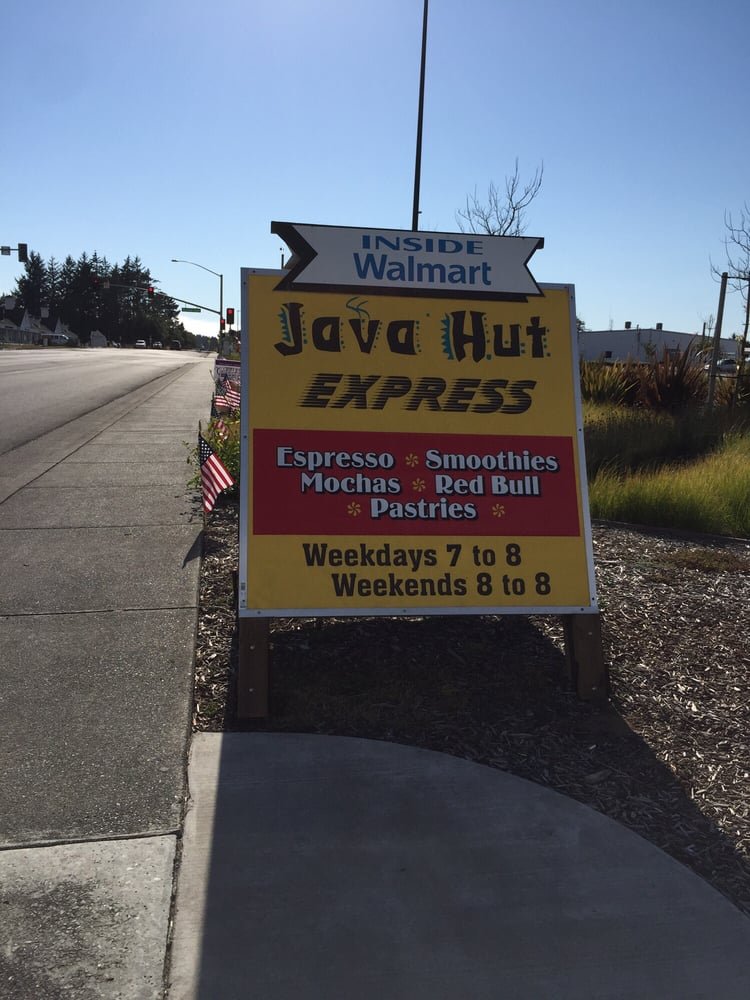 INSIDE
Walmart
Java Hut
EXPRESS
Espresso Smoothies
Mochas Red Bull
Pastries
Weekdays 7 to 8
Weekends 8 to 8